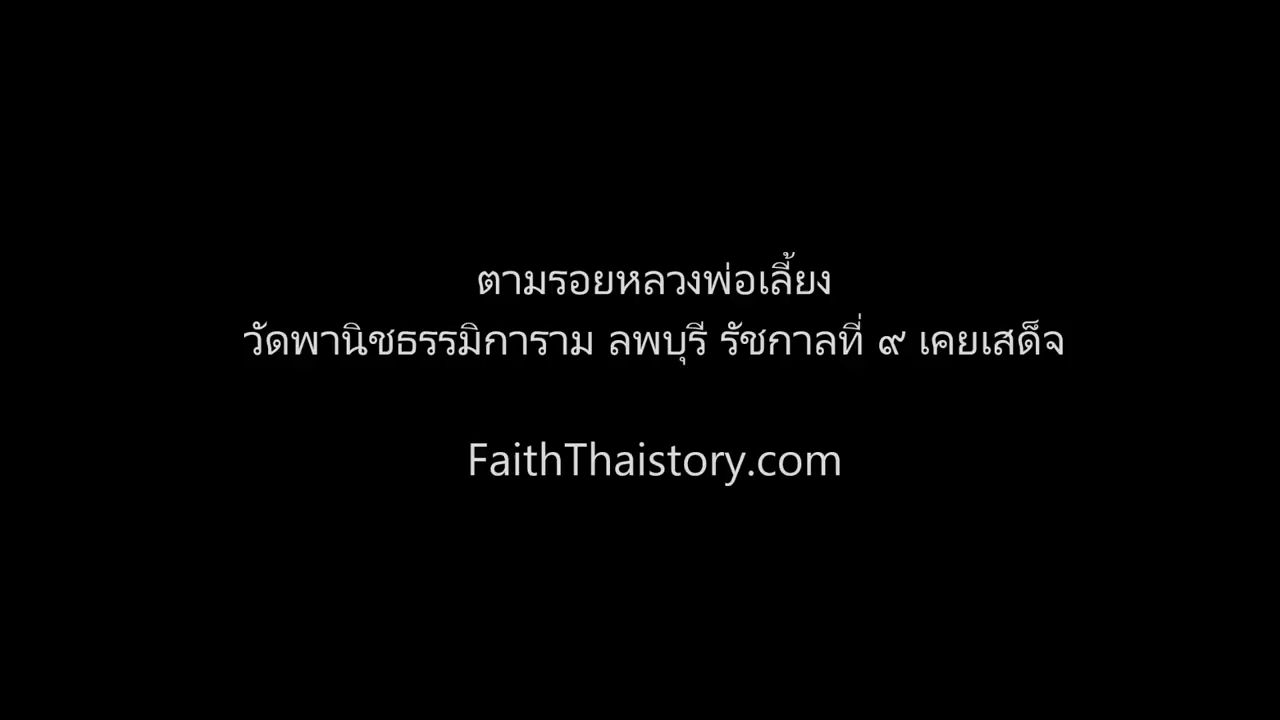 ตามรอยหลวงพ่อเลี้ยง
วัดพานิชธรรมิการาม ลพบุรี รัชกาลที่ ๙ เคยเสด็จ
FaithThaistory.com